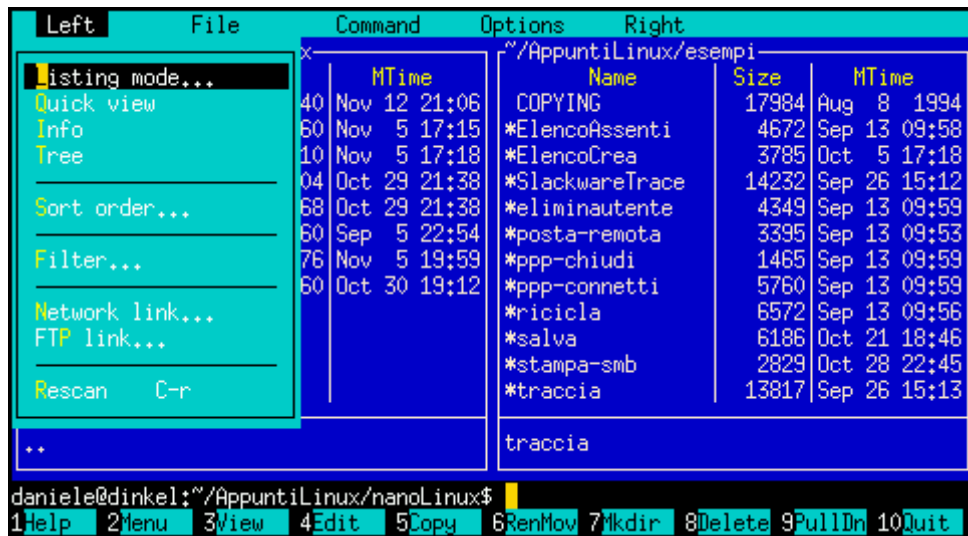 Left File Command Options Right
x ~/AppuntiLinux/esempi
Listing mode... MTime Name Size MTime
Quick view 40 Nov 12 21:06 COPYING 17984 Aug 8 1994
Info 60 Nov 5 17:15 *ElencoAssenti 4672 Sep 13 09:58
Tree 10 Nov 5 17:18 *ElencoCrea 3785 Oct 5 17:18
04 Oct 29 21:38 *SlackwareTrace 14232 Sep 26 15:12
Sort order... 68 Oct 29 21:38 *eliminautente 4349 Sep 13 09:59
60 Sep 5 22:54 *posta-remota 3395 Sep 13 09:53
Filter... 76 Nov 5 19:59 *ppp-chiudi 1465 Sep 13 09:59
60 Oct 30 19:12 *ppp-connetti 5760 Sep 13 09:59
Network link... *ricicla 6572 Sep 13 09:56
FTP link... *salva 6186 Oct 21 18:46
*stampa-smb 2829 Oct 28 22:45
Rescan C-r *traccia 13817 Sep 26 15:13
.. traccia
daniele@dinkel:~/AppuntiLinux/nanoLinux$
1Help 2Menu 3View 4Edit 5Copy 6RenMov 7Mkdir 8Delete 9PullDn 10Quit